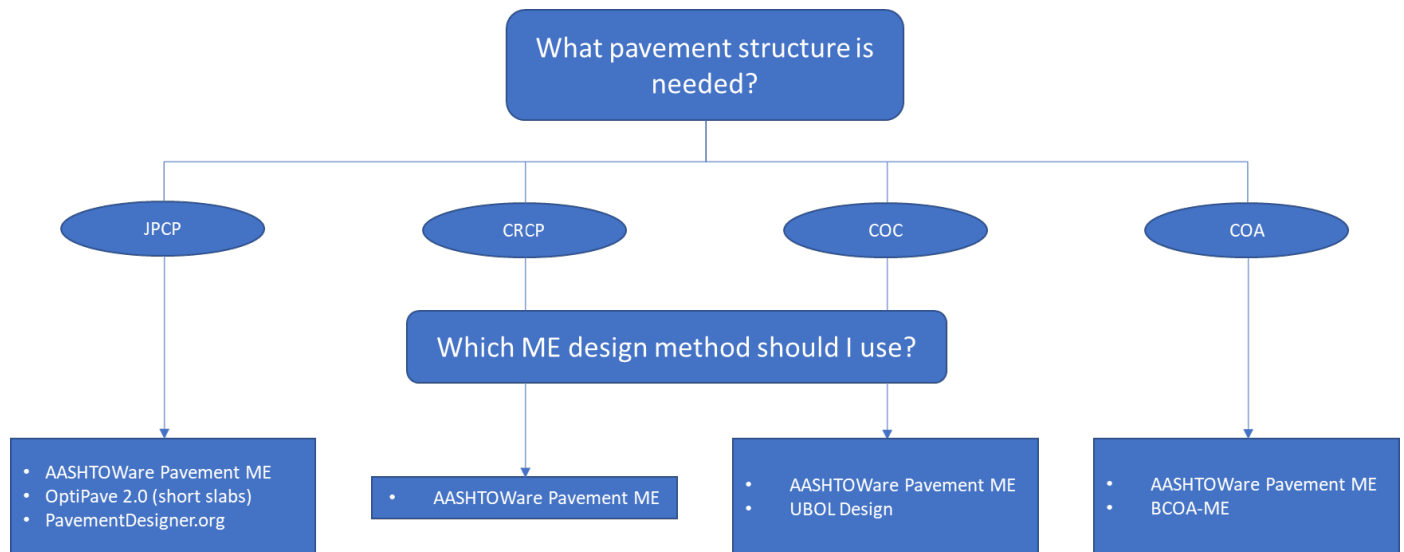 What pavement structure is
needed?
JPCP
CRCP
COC
COA
Which ME design method should I use?
• AASHTOWare Pavement ME
• OptiPave 2.0 (short slabs)
• PavementDesigner.org
• AASHTOWare Pavement ME
• AASHTOWare Pavement ME
• UBOL Design
• AASHTOWare Pavement ME
• BCOA-ME